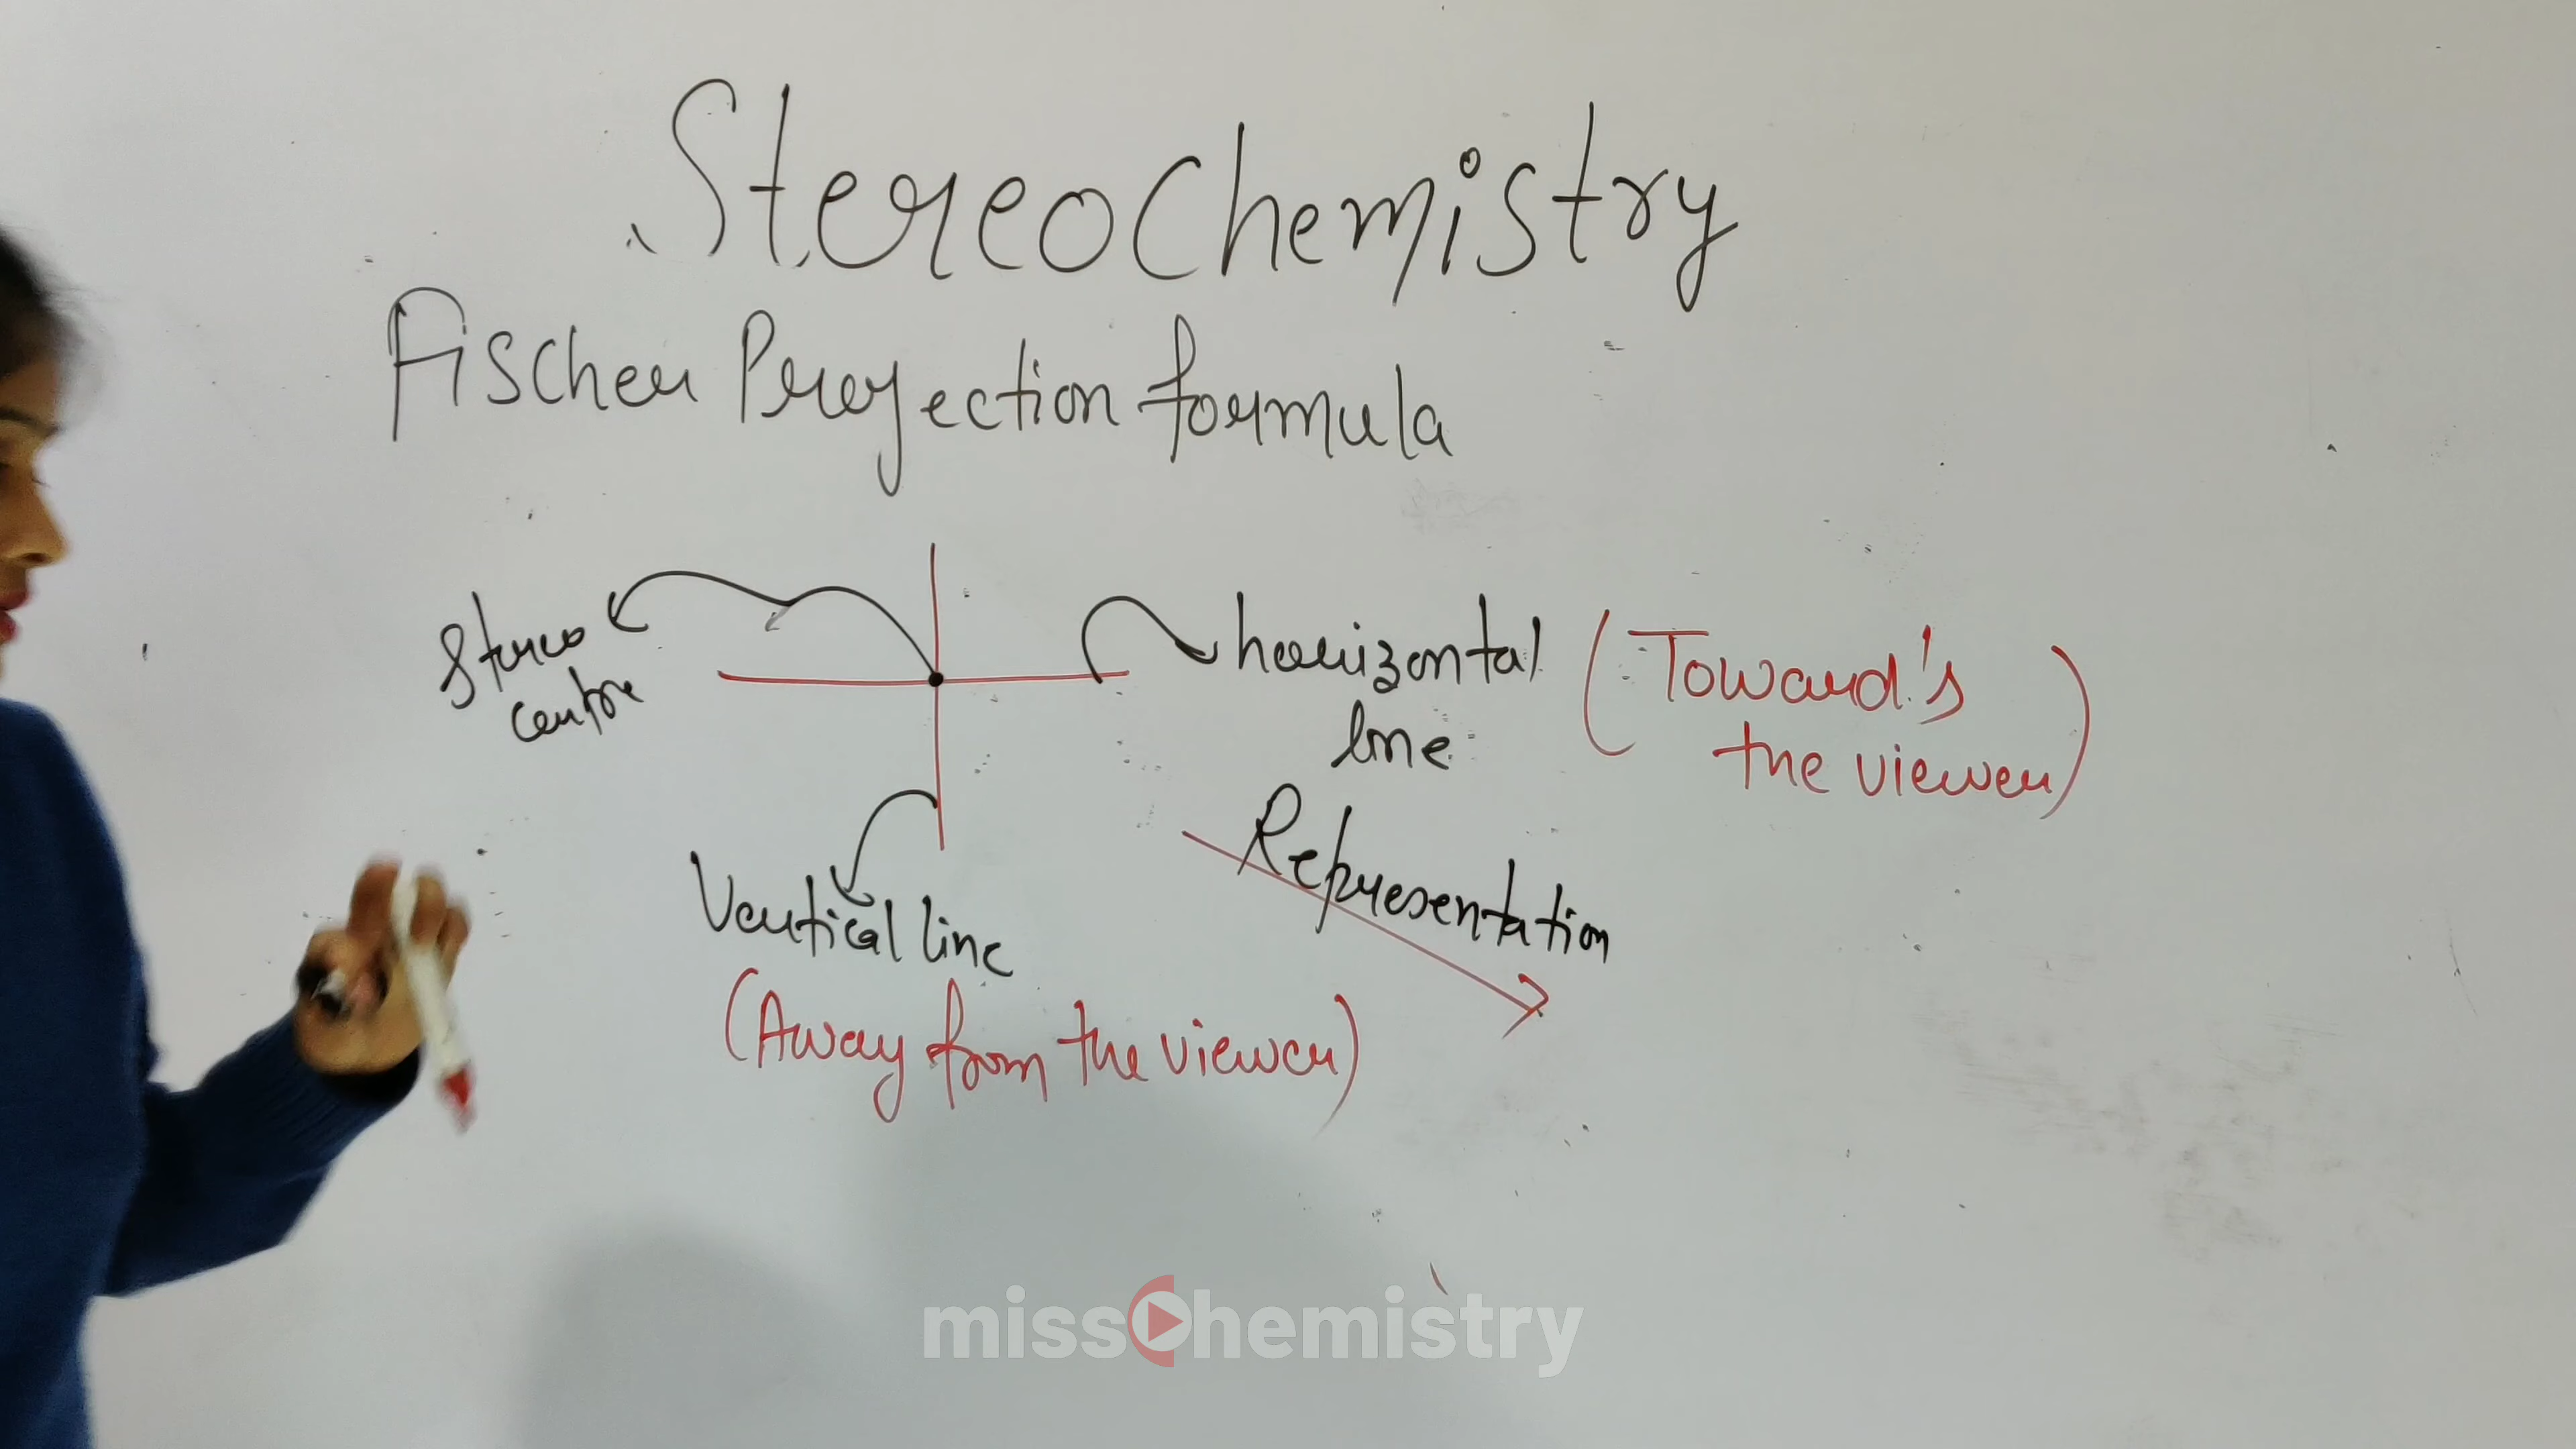 StereoChemistry
Fischer Projection formula
Stereo
centre
horizontal
line
(Toward's
the viewer)
Representation
Vertical line
(Away from the viewer)
missChemistry